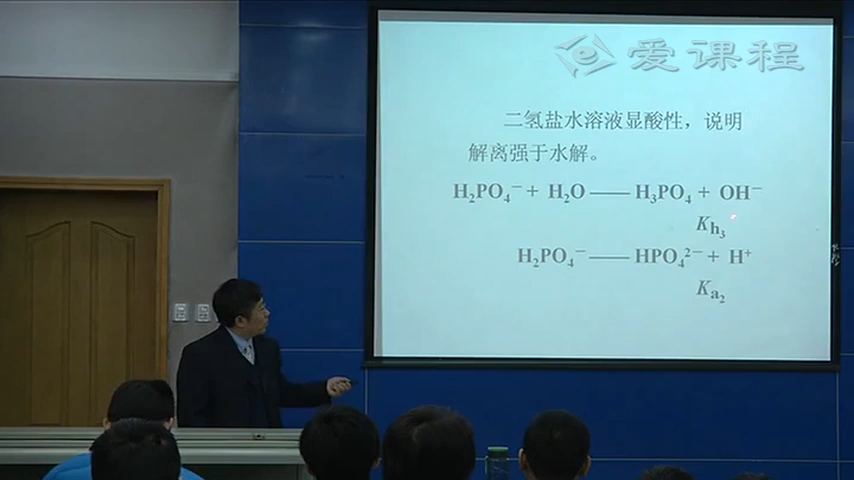 爱课程
二氢盐水溶液显酸性，说明
解离强于水解。
H₂PO₄⁻ + H₂O —— H₃PO₄ + OH⁻
Kh₃
H₂PO₄⁻ —— HPO₄²⁻ + H⁺
Ka₂